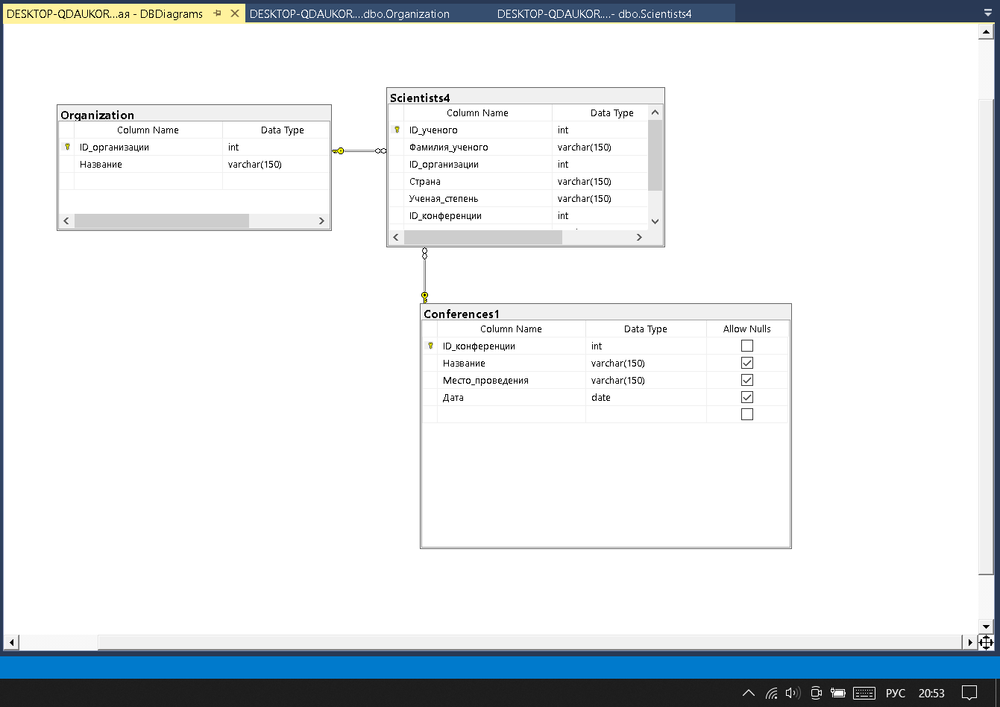 DESKTOP-QDAUKOR...ая - DBDiagrams
DESKTOP-QDAUKOR....dbo.Organization
DESKTOP-QDAUKOR....- dbo.Scientists4
Organization
Column Name Data Type
ID_организации int
Название varchar(150)
Scientists4
Column Name Data Type
ID_ученого int
Фамилия_ученого varchar(150)
ID_организации int
Страна varchar(150)
Ученая_степень varchar(150)
ID_конференции int
Conferences1
Column Name Data Type Allow Nulls
ID_конференции int
Название varchar(150)
Место_проведения varchar(150)
Дата date
РУС 20:53